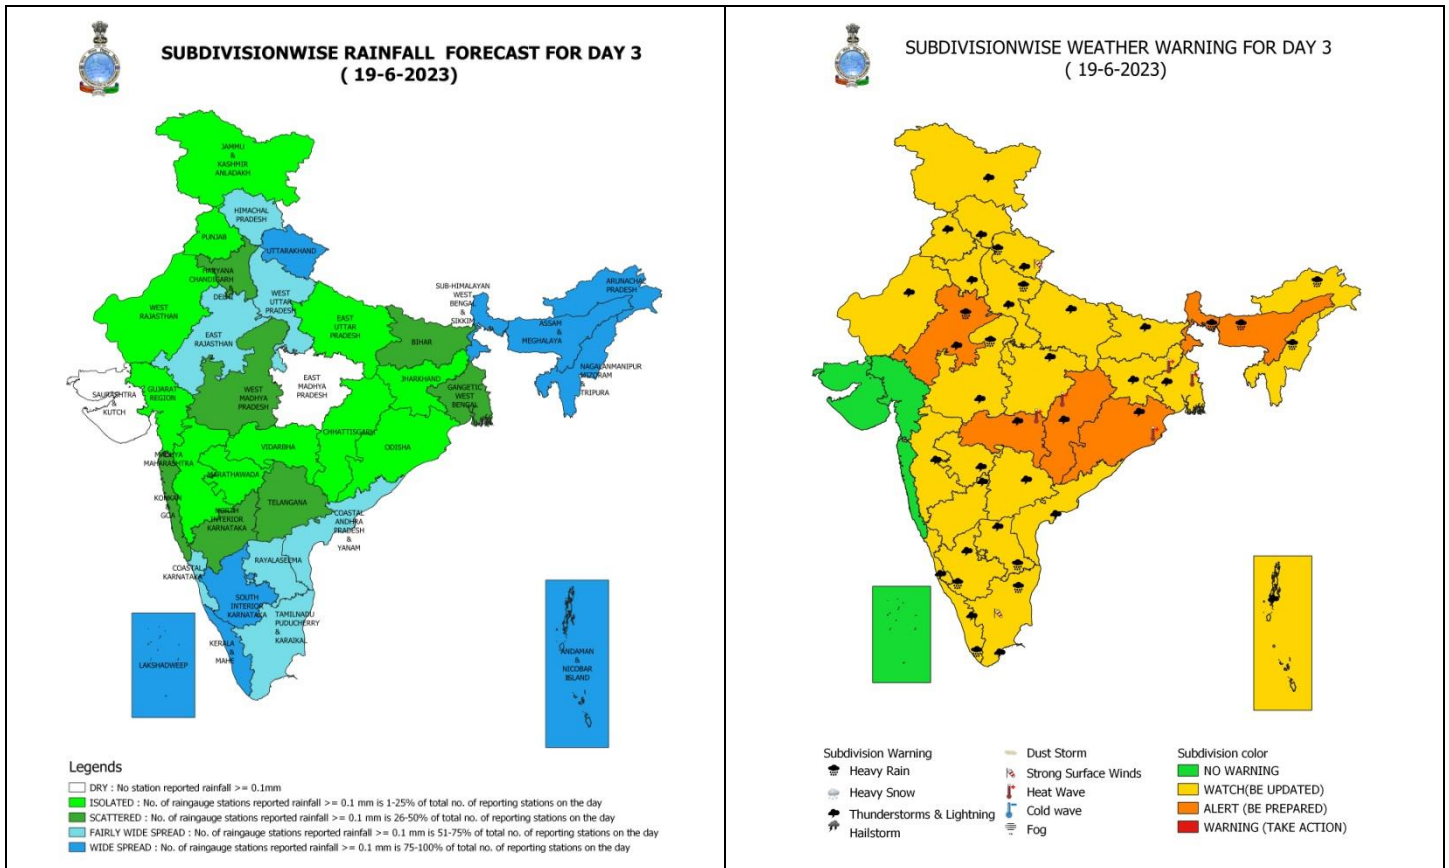 SUBDIVISIONWISE RAINFALL FORECAST FOR DAY 3
( 19-6-2023)
JAMMU
&
KASHMIR
ANLADAKH
HIMACHAL
PRADESH
PUNJAB
UTTARAKHAND
HARYANA
CHANDIGARH
&
DELHI
WEST
RAJASTHAN
WEST
UTTAR
PRADESH
EAST
RAJASTHAN
EAST
UTTAR
PRADESH
SUB-HIMALAYAN
WEST
BENGAL
&
SIKKIM
ARUNACHAL
PRADESH
ASSAM
&
MEGHALAYA
NAGALANMANIPUR
MIZORAM
&
TRIPURA
BIHAR
JHARKHAND
GANGETIC
WEST
BENGAL
EAST
MADHYA
PRADESH
WEST
MADHYA
PRADESH
GUJARAT
REGION
SAURASHTRA
&
KUTCH
CHHATTISGARH
ODISHA
VIDARBHA
MADHYA
MAHARASHTRA
MARATHAWADA
KONKAN
&
GOA
NORTH
INTERIOR
KARNATAKA
TELANGANA
COASTAL
ANDHRA
PRADESH
&
YANAM
RAYALASEEMA
COASTAL
KARNATAKA
SOUTH
INTERIOR
KARNATAKA
TAMILNADU
PUDUCHERRY
&
KARAIKAL
KERALA
&
MAHE
LAKSHADWEEP
ANDAMAN
&
NICOBAR
ISLAND
Legends
DRY : No station reported rainfall >= 0.1mm
ISOLATED : No. of raingauge stations reported rainfall >= 0.1 mm is 1-25% of total no. of reporting stations on the day
SCATTERED : No. of raingauge stations reported rainfall >= 0.1 mm is 26-50% of total no. of reporting stations on the day
FAIRLY WIDE SPREAD : No. of raingauge stations reported rainfall >= 0.1 mm is 51-75% of total no. of reporting stations on the day
WIDE SPREAD : No. of raingauge stations reported rainfall >= 0.1 mm is 75-100% of total no. of reporting stations on the day
SUBDIVISIONWISE WEATHER WARNING FOR DAY 3
( 19-6-2023)
Subdivision Warning
Heavy Rain
Heavy Snow
Thunderstorms & Lightning
Hailstorm
Dust Storm
Strong Surface Winds
Heat Wave
Cold wave
Fog
Subdivision color
NO WARNING
WATCH(BE UPDATED)
ALERT (BE PREPARED)
WARNING (TAKE ACTION)